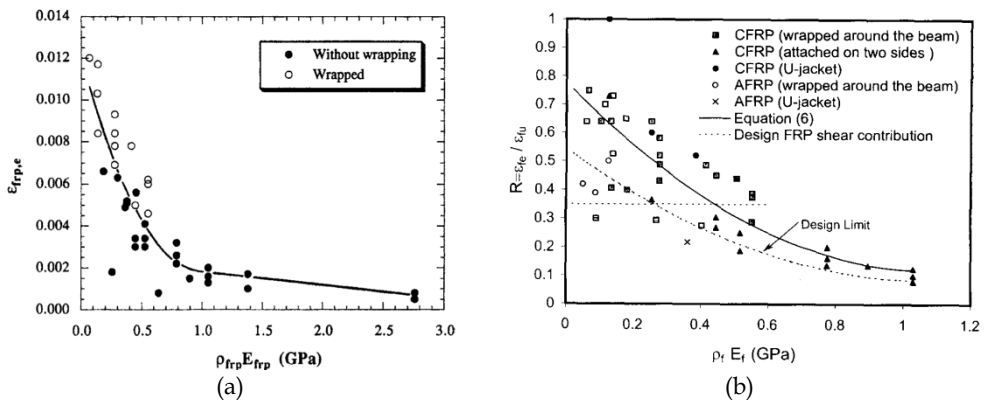 0.014
0.012
0.010
0.008
0.006
0.004
0.002
0.000
εfrp,e
Without wrapping
Wrapped
0.0 0.5 1.0 1.5 2.0 2.5 3.0
ρfrpEfrp (GPa)
(a)
1
0.9
0.8
0.7
0.6
0.5
0.4
0.3
0.2
0.1
0
R=εfe / εfu
CFRP (wrapped around the beam)
CFRP (attached on two sides )
CFRP (U-jacket)
AFRP (wrapped around the beam)
AFRP (U-jacket)
Equation (6)
Design FRP shear contribution
Design Limit
0 0.2 0.4 0.6 0.8 1 1.2
ρf Ef (GPa)
(b)